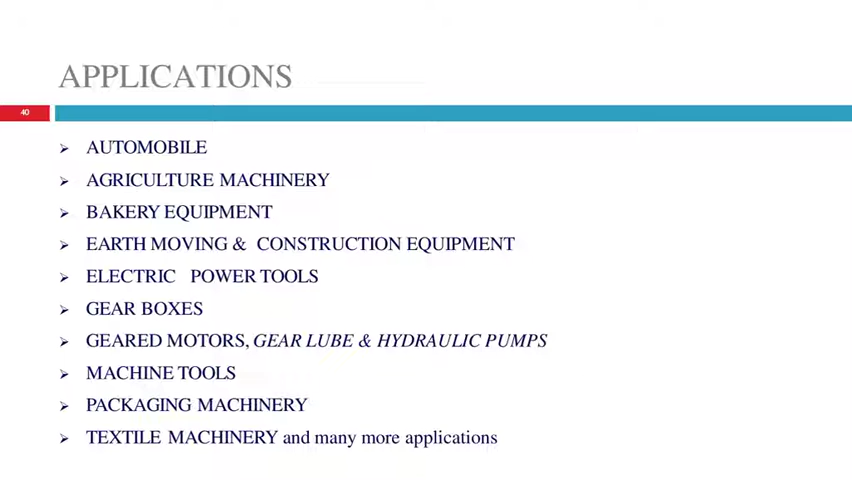 APPLICATIONS
40
➢ AUTOMOBILE
➢ AGRICULTURE MACHINERY
➢ BAKERY EQUIPMENT
➢ EARTH MOVING & CONSTRUCTION EQUIPMENT
➢ ELECTRIC POWER TOOLS
➢ GEAR BOXES
➢ GEARED MOTORS, GEAR LUBE & HYDRAULIC PUMPS
➢ MACHINE TOOLS
➢ PACKAGING MACHINERY
➢ TEXTILE MACHINERY and many more applications